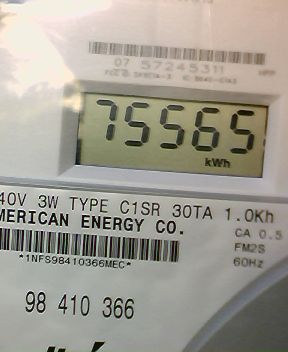 07 57245311
75565
kWh
40V 3W TYPE C1SR 30TA 1.0Kh
MERICAN ENERGY CO.
CA 0.5
FM2S
*1NFS98410366MEC*
60Hz
98 410 366